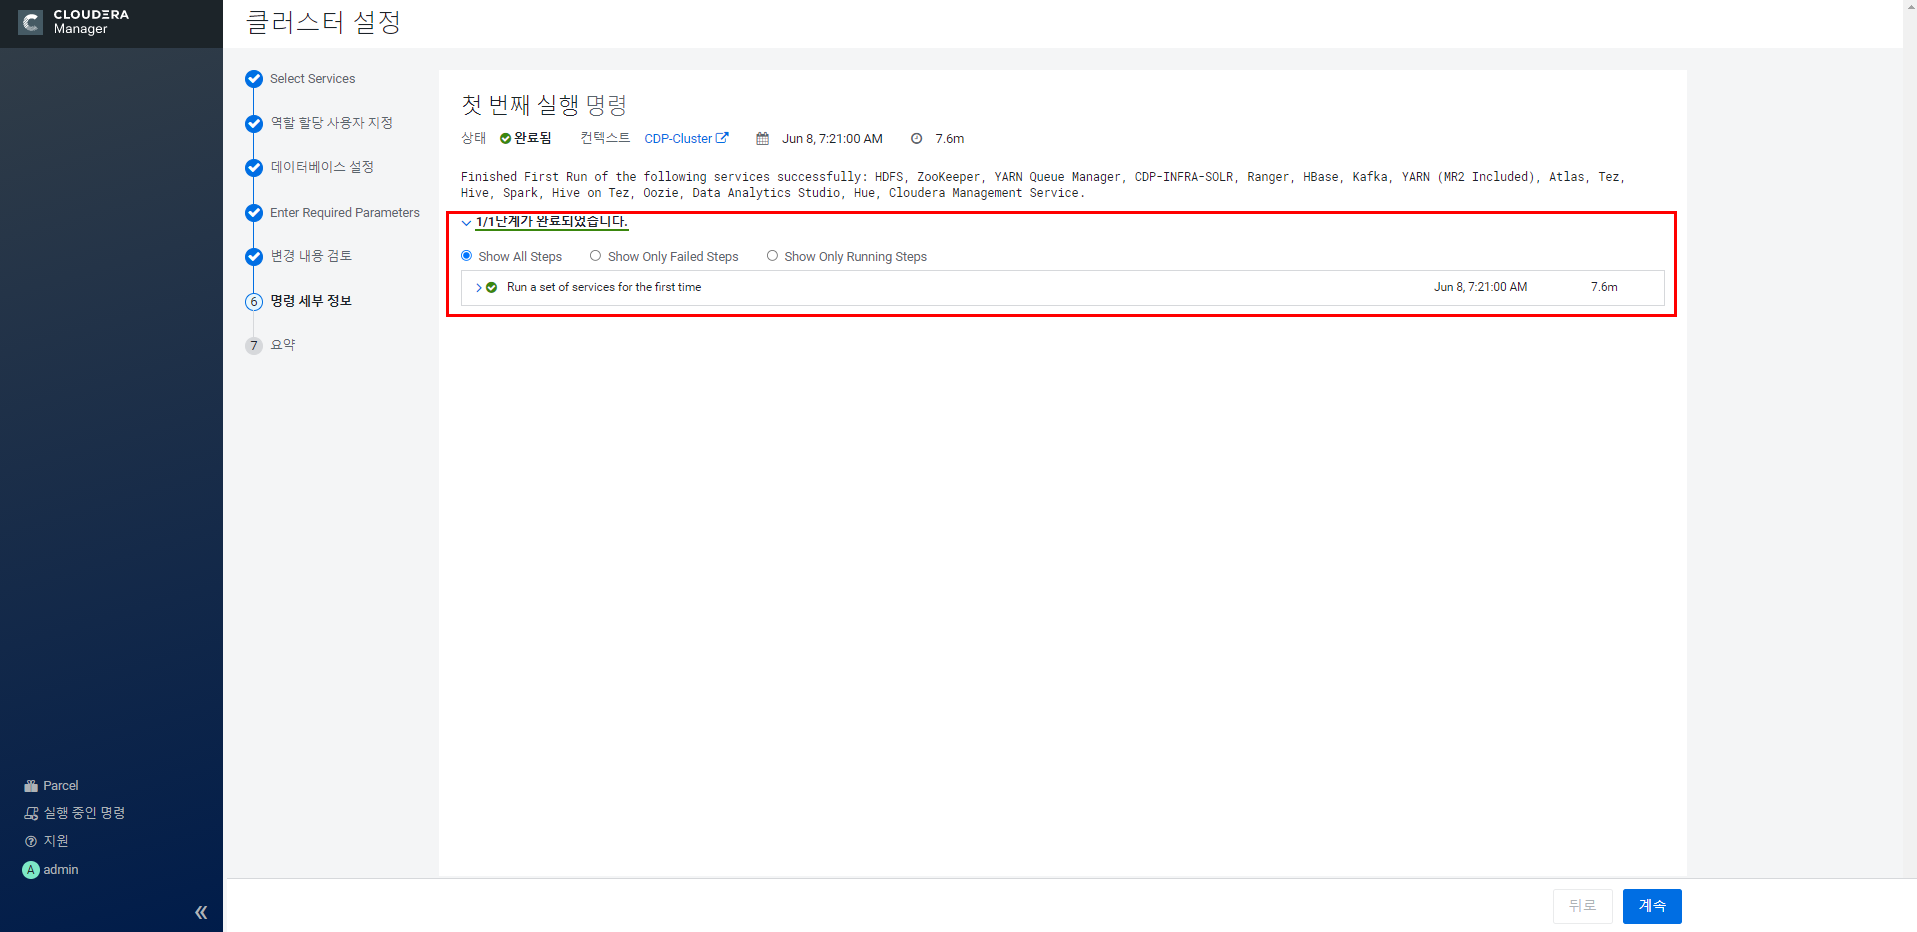 CLOUDERA
Manager
클러스터 설정
Select Services
역할 할당 사용자 지정
데이터베이스 설정
Enter Required Parameters
변경 내용 검토
6 명령 세부 정보
7 요약
첫 번째 실행 명령
상태 완료됨 컨텍스트 CDP-Cluster Jun 8, 7:21:00 AM 7.6m
Finished First Run of the following services successfully: HDFS, ZooKeeper, YARN Queue Manager, CDP-INFRA-SOLR, Ranger, HBase, Kafka, YARN (MR2 Included), Atlas, Tez,
Hive, Spark, Hive on Tez, Oozie, Data Analytics Studio, Hue, Cloudera Management Service.
1/1단계가 완료되었습니다.
Show All Steps Show Only Failed Steps Show Only Running Steps
Run a set of services for the first time Jun 8, 7:21:00 AM 7.6m
Parcel
실행 중인 명령
지원
A admin
뒤로 계속